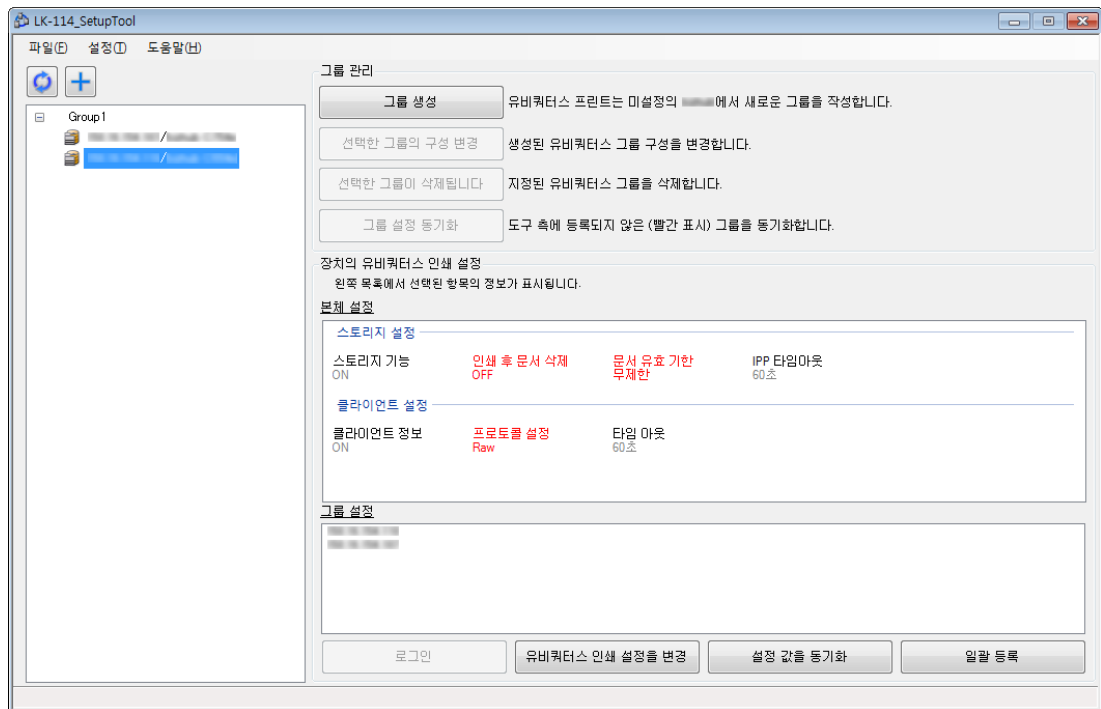 LK-114_SetupTool
파일(F) 설정(T) 도움말(H)
Group1
/
/
그룹 관리
그룹 생성 유비쿼터스 프린트는 미설정의 에서 새로운 그룹을 작성합니다.
선택한 그룹의 구성 변경 생성된 유비쿼터스 그룹 구성을 변경합니다.
선택한 그룹이 삭제됩니다 지정된 유비쿼터스 그룹을 삭제합니다.
그룹 설정 동기화 도구 측에 등록되지 않은 (빨간 표시) 그룹을 동기화합니다.
장치의 유비쿼터스 인쇄 설정
왼쪽 목록에서 선택된 항목의 정보가 표시됩니다.
본체 설정
스토리지 설정
스토리지 기능 인쇄 후 문서 삭제 문서 유효 기한 IPP 타임아웃
ON OFF 무제한 60초
클라이언트 설정
클라이언트 정보 프로토콜 설정 타임 아웃
ON Raw 60초
그룹 설정
로그인 유비쿼터스 인쇄 설정을 변경 설정 값을 동기화 일괄 등록